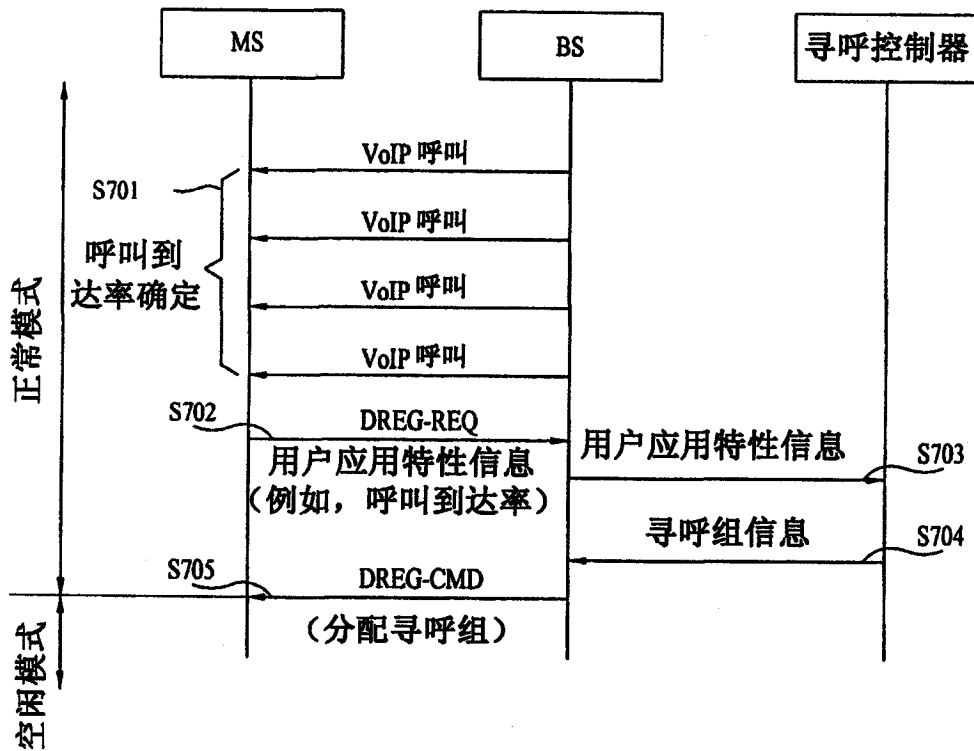 MS
BS
寻呼控制器
VoIP 呼叫
S701
VoIP 呼叫
呼叫到
达率确定
VoIP 呼叫
VoIP 呼叫
正常模式
S702
DREG-REQ
用户应用特性信息
（例如，呼叫到达率）
用户应用特性信息
S703
寻呼组信息
S704
S705
DREG-CMD
（分配寻呼组）
空闲模式